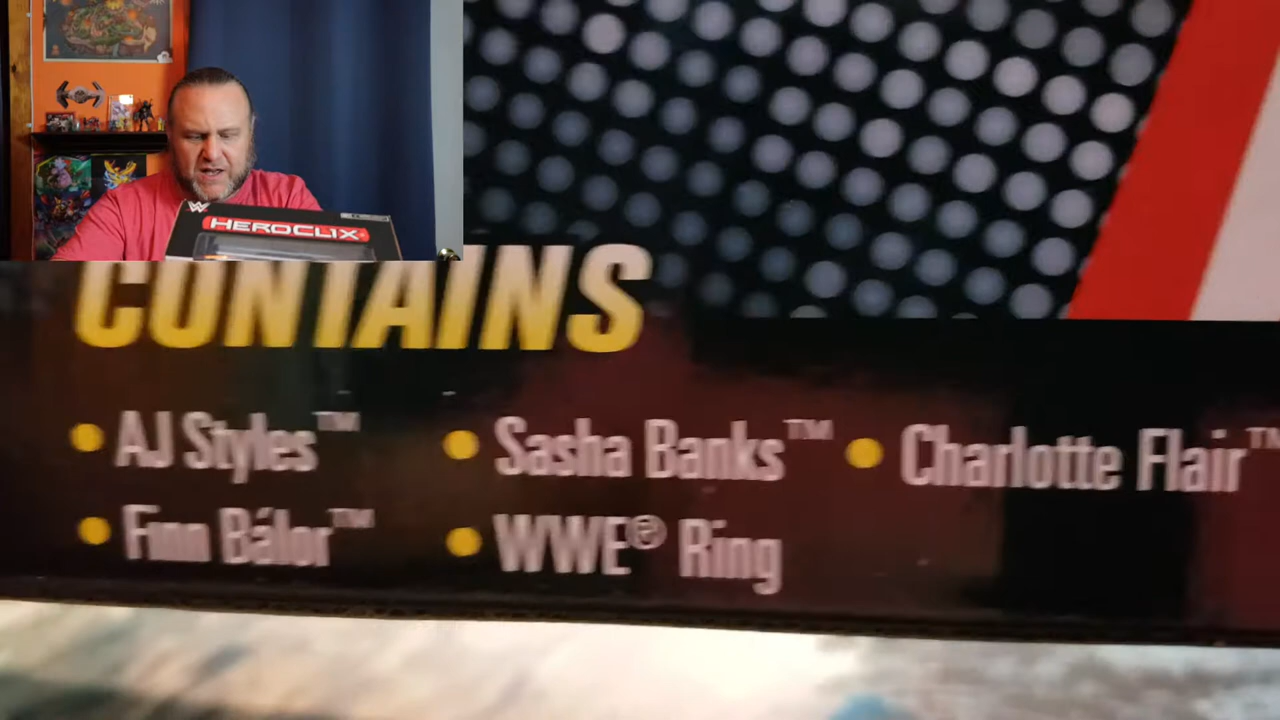 W
HEROCLIX
CONTAINS
• AJ Styles™ • Sasha Banks™ • Charlotte Flair™
• Finn Bálor™ • WWE® Ring